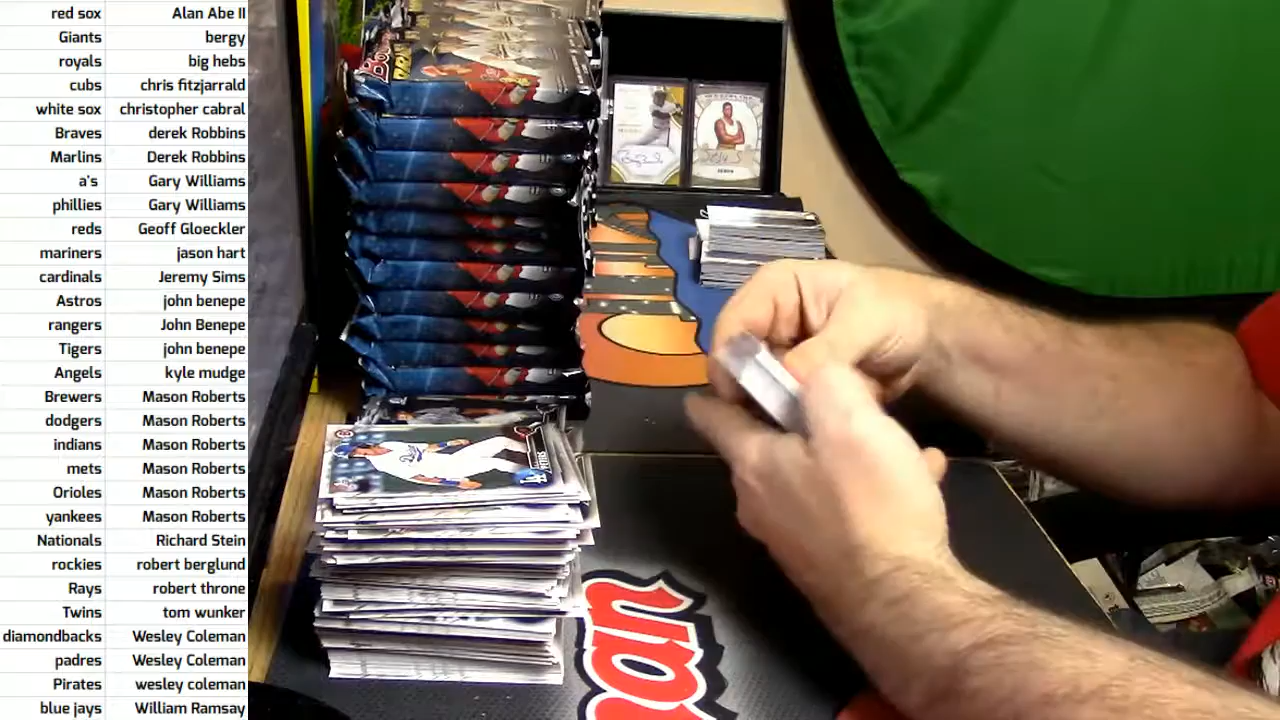 red sox Alan Abe II
Giants bergy
royals big hebs
cubs chris fitzjarrald
white sox christopher cabral
Braves derek Robbins
Marlins Derek Robbins
a's Gary Williams
phillies Gary Williams
reds Geoff Gloeckler
mariners jason hart
cardinals Jeremy Sims
Astros john benepe
rangers John Benepe
Tigers john benepe
Angels kyle mudge
Brewers Mason Roberts
dodgers Mason Roberts
indians Mason Roberts
mets Mason Roberts
Orioles Mason Roberts
yankees Mason Roberts
Nationals Richard Stein
rockies robert berglund
Rays robert throne
Twins tom wunker
diamondbacks Wesley Coleman
padres Wesley Coleman
Pirates wesley coleman
blue jays William Ramsay